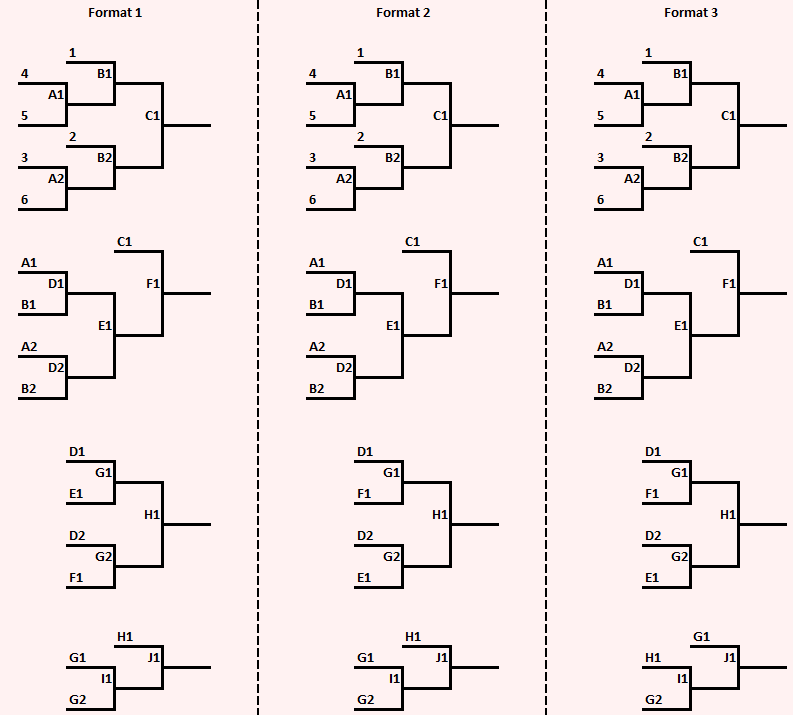 Format 1 Format 2 Format 3
1 1 1
4 B1 4 B1 4 B1
A1 A1 A1
5 C1 5 C1 5 C1
2 2 2
3 B2 3 B2 3 B2
A2 A2 A2
6 6 6
C1 C1 C1
A1 A1 A1
D1 F1 D1 F1 D1 F1
B1 B1 B1
E1 E1 E1
A2 A2 A2
D2 D2 D2
B2 B2 B2
D1 D1 D1
G1 G1 G1
E1 F1 F1
H1 H1 H1
D2 D2 D2
G2 G2 G2
F1 E1 E1
H1 H1 G1
G1 J1 G1 J1 H1 J1
I1 I1 I1
G2 G2 G2